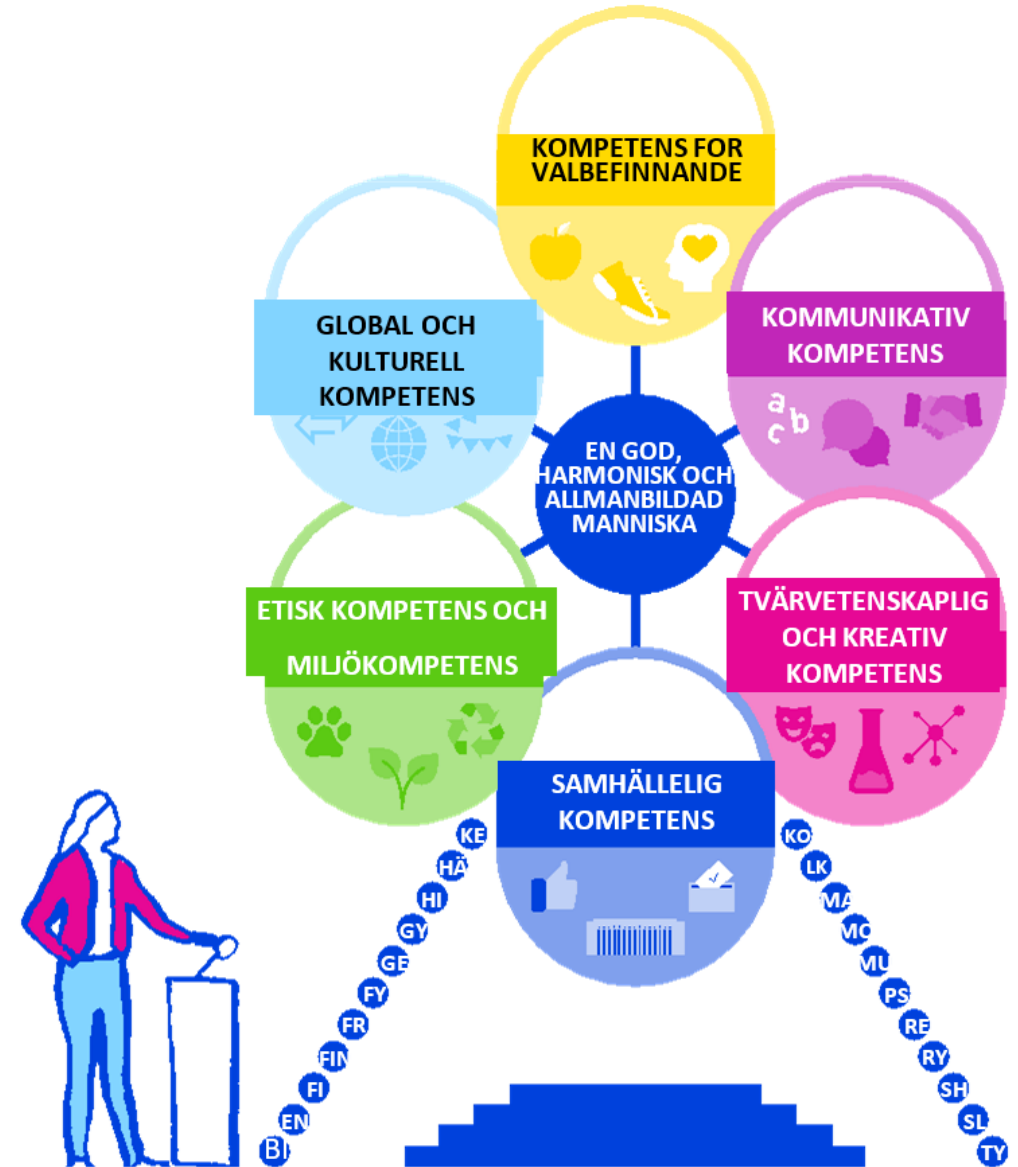 KOMPETENS FOR
VALBEFINNANDE
GLOBAL OCH
KULTURELL
KOMPETENS
KOMMUNIKATIV
KOMPETENS
a
b
c
EN GOD,
HARMONISK OCH
ALLMANBILDAD
MANNISKA
ETISK KOMPETENS OCH
MILJÖKOMPETENS
TVÄRVETENSKAPLIG
OCH KREATIV
KOMPETENS
SAMHÄLLELIG
KOMPETENS
KE
HÄ
HI
GY
GE
FY
FR
FIN
FI
EN
BI
KO
LK
MA
MO
MU
PS
RE
RY
SH
SL
TY